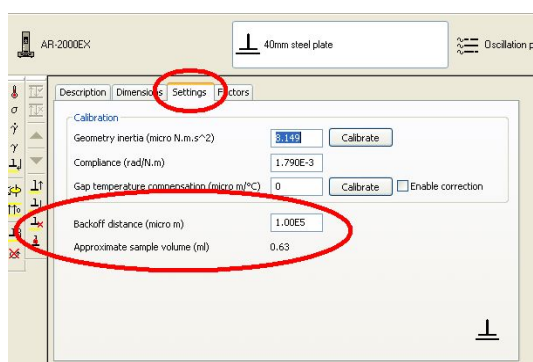 AR-2000EX
40mm steel plate
Oscillation p
Description Dimensions Settings Factors
Calibration
Geometry inertia (micro N.m.s^2) 8.149 Calibrate
Compliance (rad/N.m) 1.790E-3
Gap temperature compensation (micro m/°C) 0 Calibrate Enable correction
Backoff distance (micro m) 1.00E5
Approximate sample volume (ml) 0.63